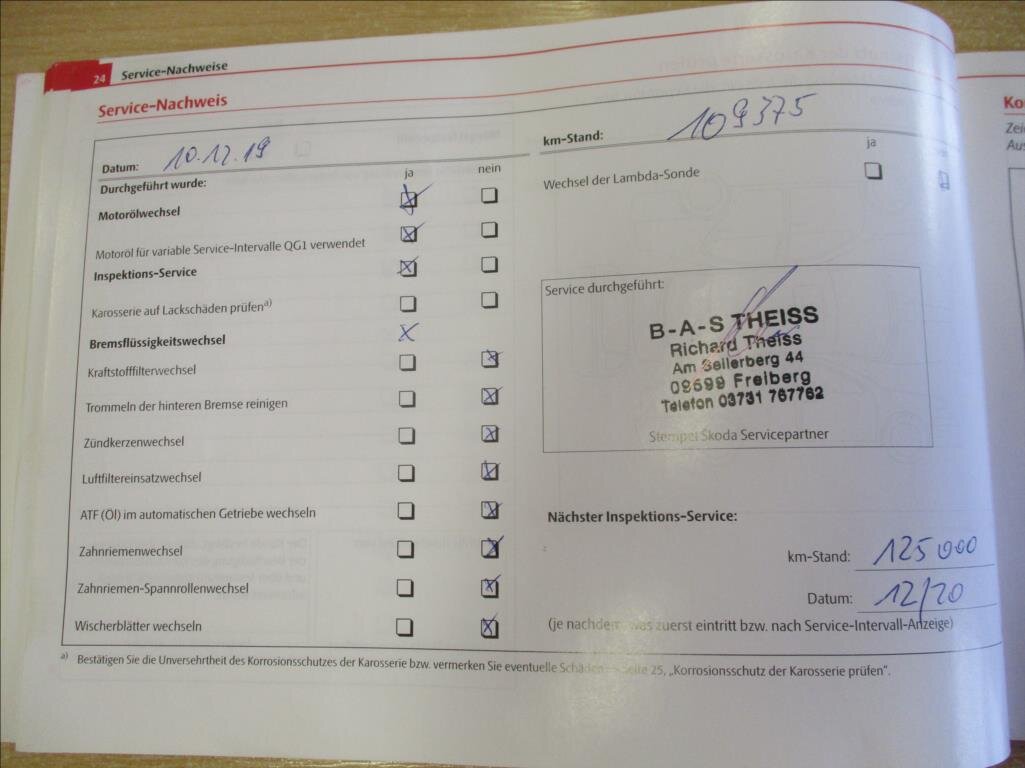 24 Service-Nachweise
Service-Nachweis
Datum: 10.12.19
km-Stand: 109375
Durchgeführt wurde: ja nein
Motorölwechsel
Motoröl für variable Service-Intervalle QG1 verwendet
Inspektions-Service
Karosserie auf Lackschäden prüfen a)
Bremsflüssigkeitswechsel X
Kraftstofffilterwechsel
Trommeln der hinteren Bremse reinigen
Zündkerzenwechsel
Luftfiltereinsatzwechsel
ATF (Öl) im automatischen Getriebe wechseln
Zahnriemenwechsel
Zahnriemen-Spannrollenwechsel
Wischerblätter wechseln
ja
Wechsel der Lambda-Sonde
Service durchgeführt:
B-A-S THEISS
Richard Theiss
Am Seilerberg 44
09599 Freiberg
Telefon 03731 767762
Stempel Skoda Servicepartner
Nächster Inspektions-Service:
km-Stand: 125000
Datum: 12/20
(je nachdem, was zuerst eintritt bzw. nach Service-Intervall-Anzeige)
a) Bestätigen Sie die Unversehrtheit des Korrosionsschutzes der Karosserie bzw. vermerken Sie eventuelle Schäden Seite 25, „Korrosionsschutz der Karosserie prüfen“.